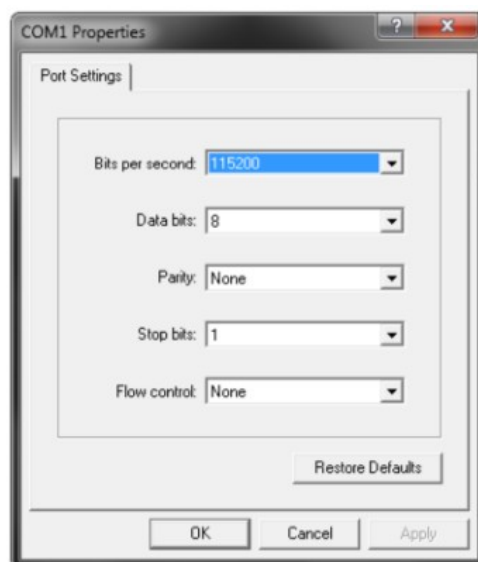 COM1 Properties
?
Port Settings
Bits per second: 115200
Data bits: 8
Parity: None
Stop bits: 1
Flow control: None
Restore Defaults
OK Cancel Apply